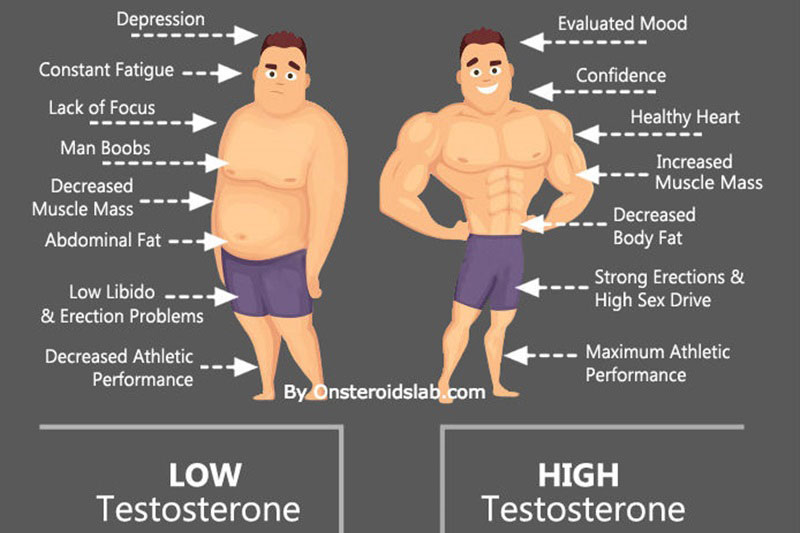 Depression
Constant Fatigue
Lack of Focus
Man Boobs
Decreased
Muscle Mass
Abdominal Fat
Low Libido
& Erection Problems
Decreased Athletic
Performance
Evaluated Mood
Confidence
Healthy Heart
Increased
Muscle Mass
Decreased
Body Fat
Strong Erections &
High Sex Drive
Maximum Athletic
Performance
By Onsteroidslab.com
LOW
Testosterone
HIGH
Testosterone